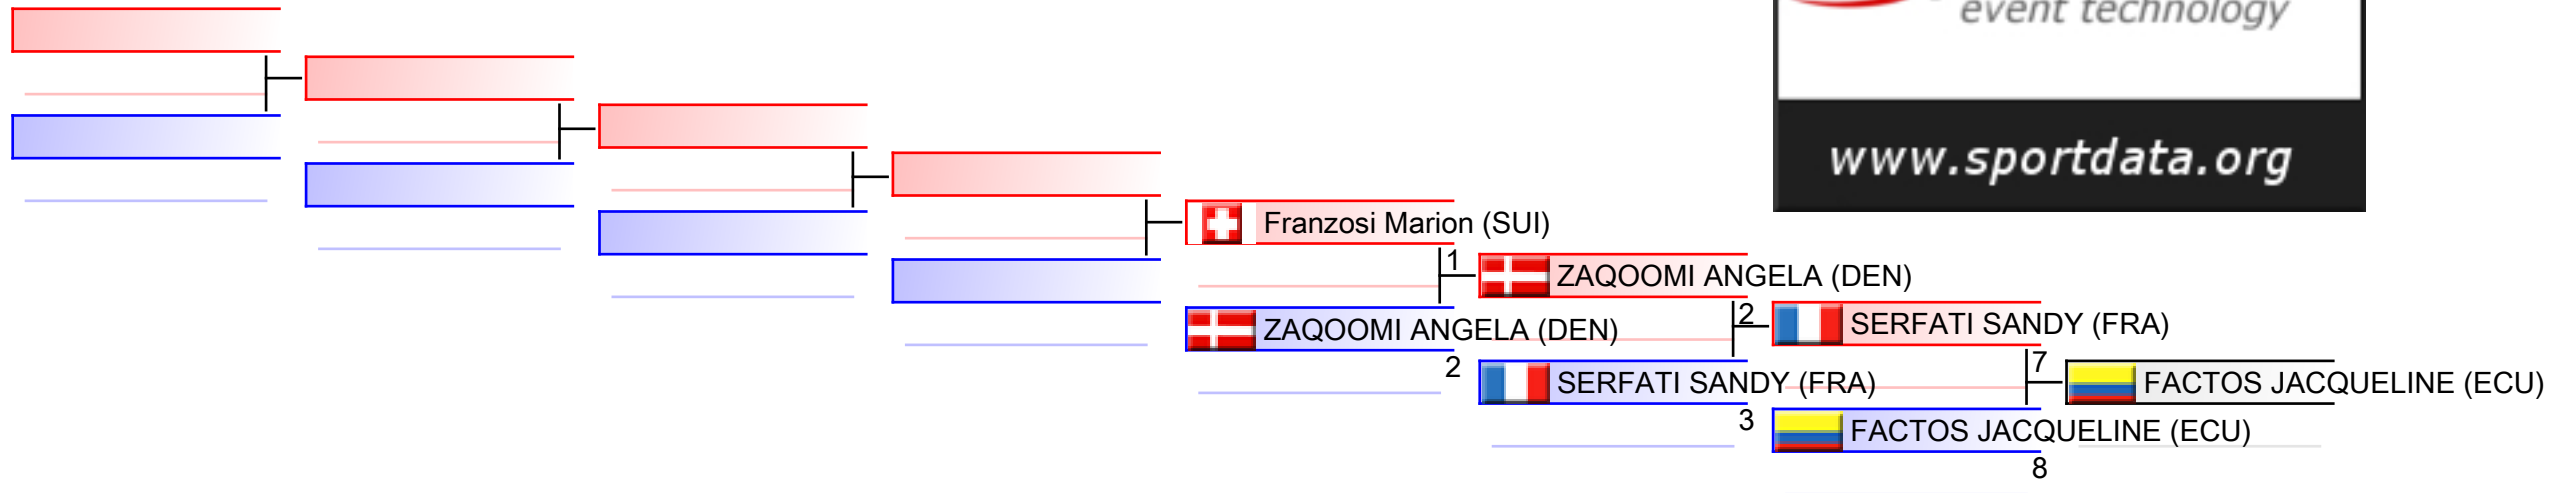 event technology
www.sportdata.org
Franzosi Marion (SUI)
1
ZAQOOMI ANGELA (DEN)
ZAQOOMI ANGELA (DEN)
2
2
SERFATI SANDY (FRA)
SERFATI SANDY (FRA)
3
7
FACTOS JACQUELINE (ECU)
FACTOS JACQUELINE (ECU)
8